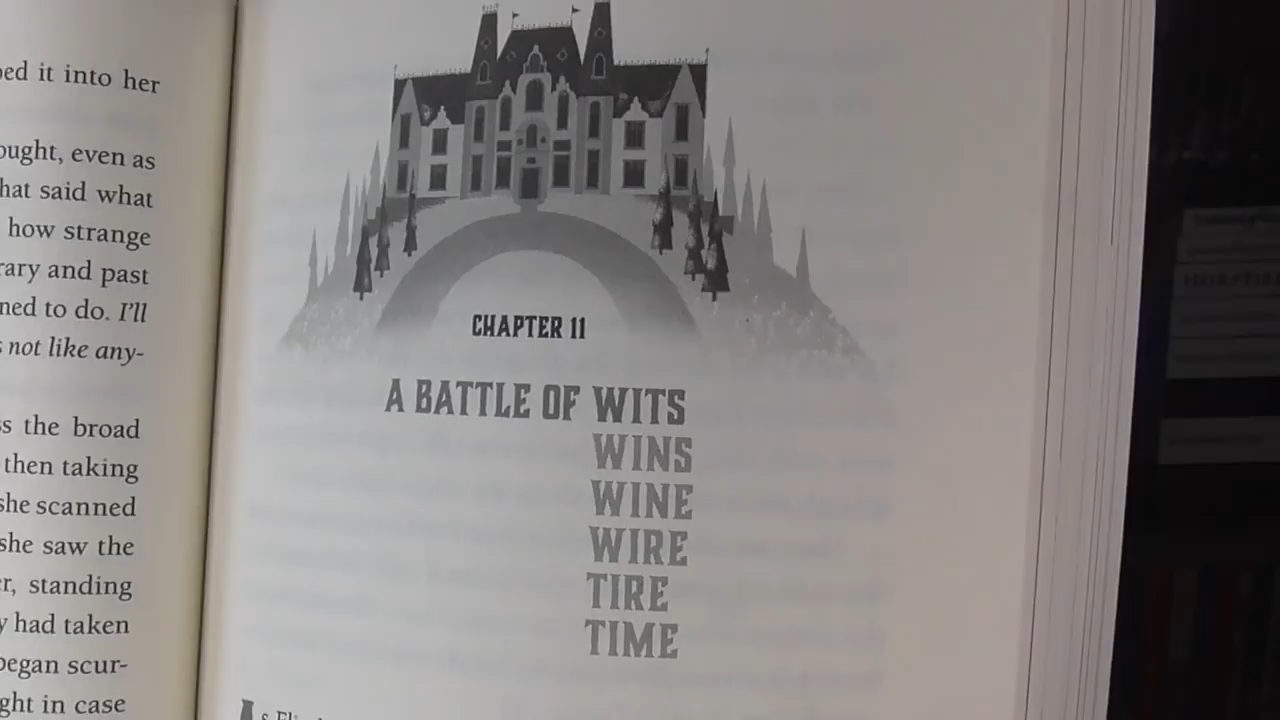 ed it into her
ought, even as
hat said what
how strange
rary and past
ned to do. I'll
not like any-
s the broad
then taking
she scanned
she saw the
r, standing
y had taken
began scur-
ght in case
CHAPTER 11
A BATTLE OF WITS
WINS
WINE
WIRE
TIRE
TIME